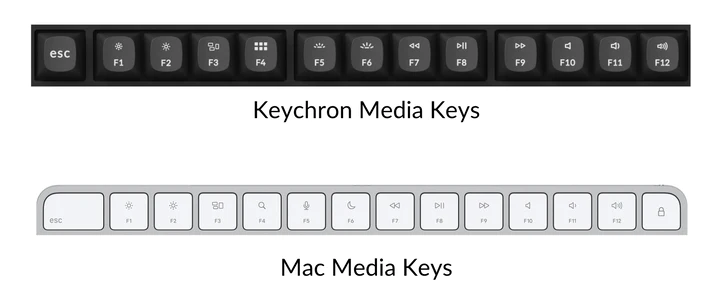 esc F1 F2 F3 F4 F5 F6 F7 F8 F9 F10 F11 F12
Keychron Media Keys
esc F1 F2 F3 F4 F5 F6 F7 F8 F9 F10 F11 F12
Mac Media Keys